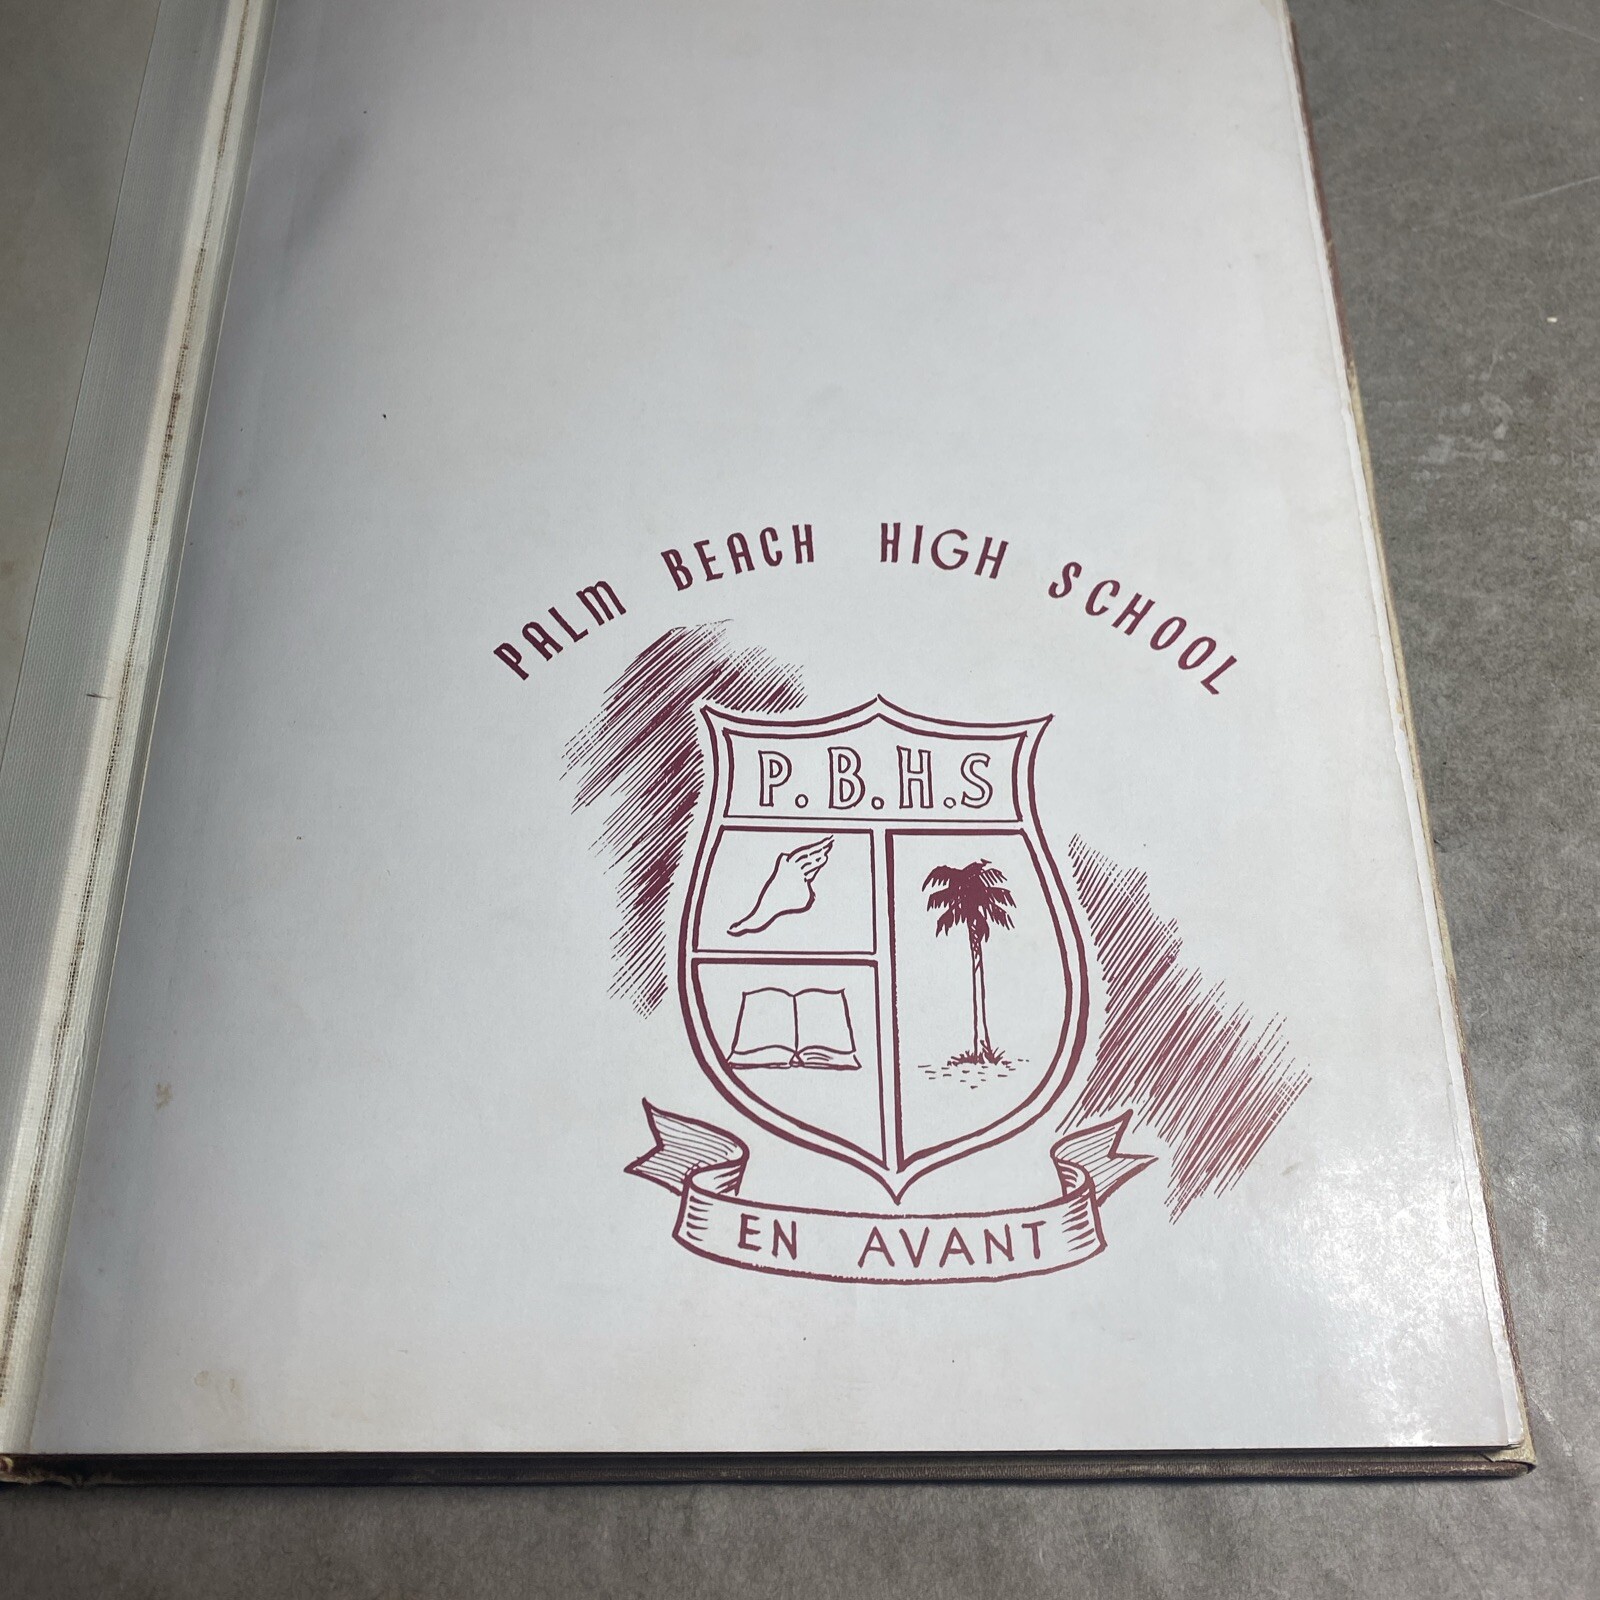 PALM BEACH HIGH SCHOOL
P.B.H.S
EN AVANT